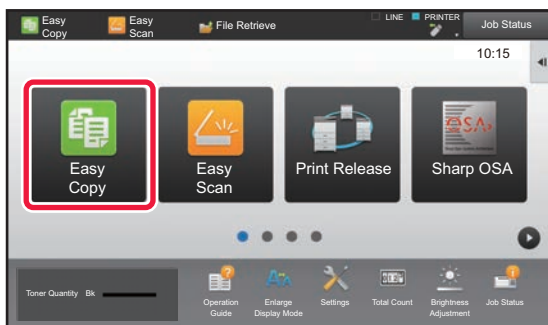 Easy
Copy
Easy
Scan
File Retrieve
LINE
PRINTER
Job Status
10:15
Easy
Copy
Easy
Scan
Print Release
OSA
Sharp OSA
Toner Quantity Bk
Operation
Guide
Enlarge
Display Mode
Settings
Total Count
Brightness
Adjustment
Job Status